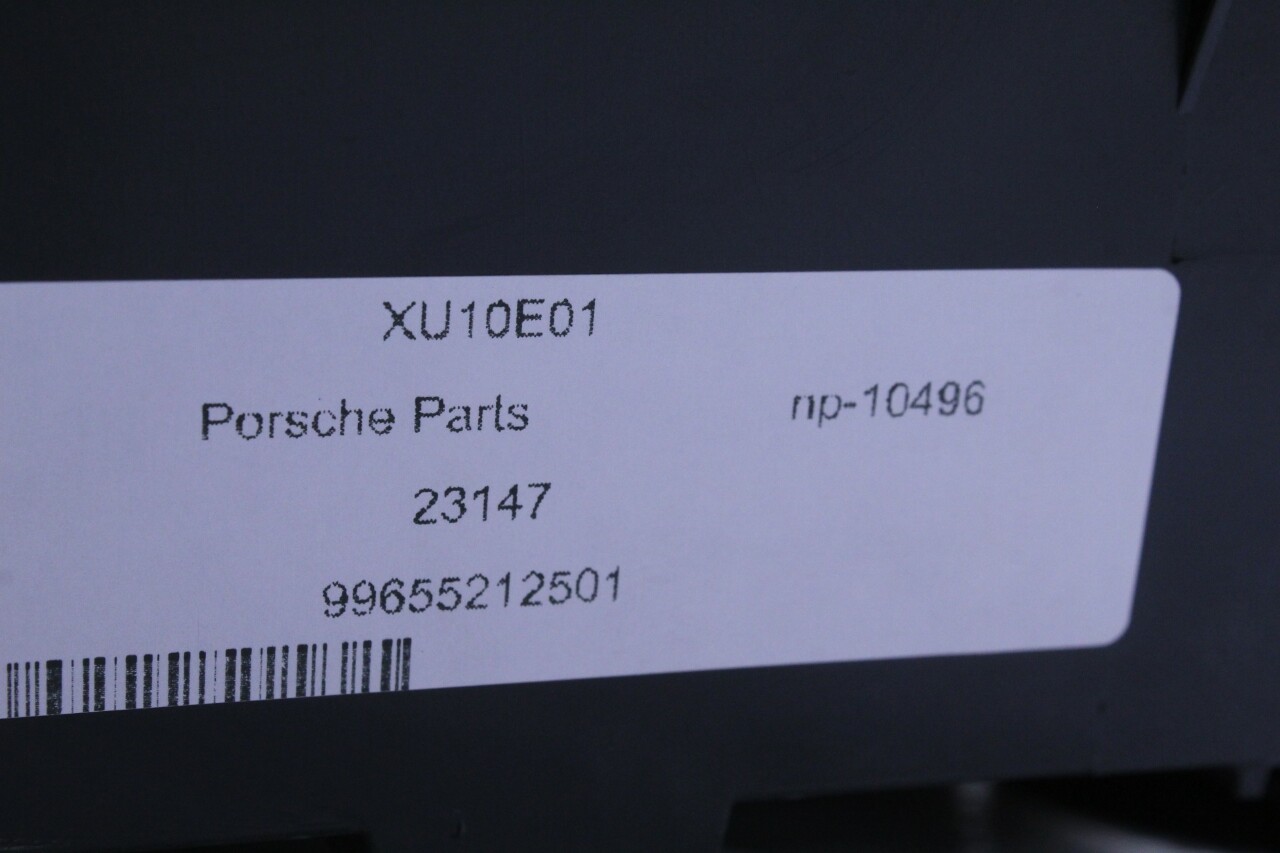 XU10E01
Porsche Parts np-10496
23147
99655212501